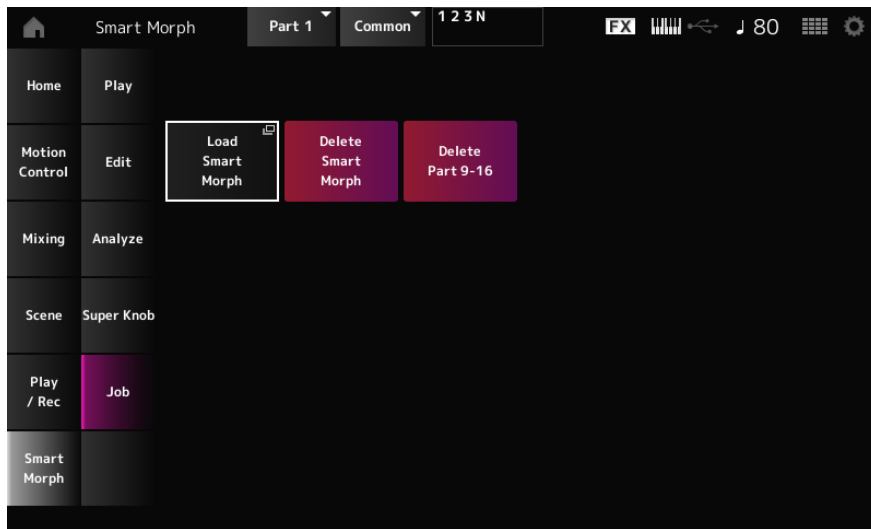 Smart Morph
Part 1
Common
1 2 3 N
FX
80
Home
Play
Motion
Control
Edit
Load
Smart
Morph
Delete
Smart
Morph
Delete
Part 9-16
Mixing
Analyze
Scene
Super Knob
Play
/ Rec
Job
Smart
Morph